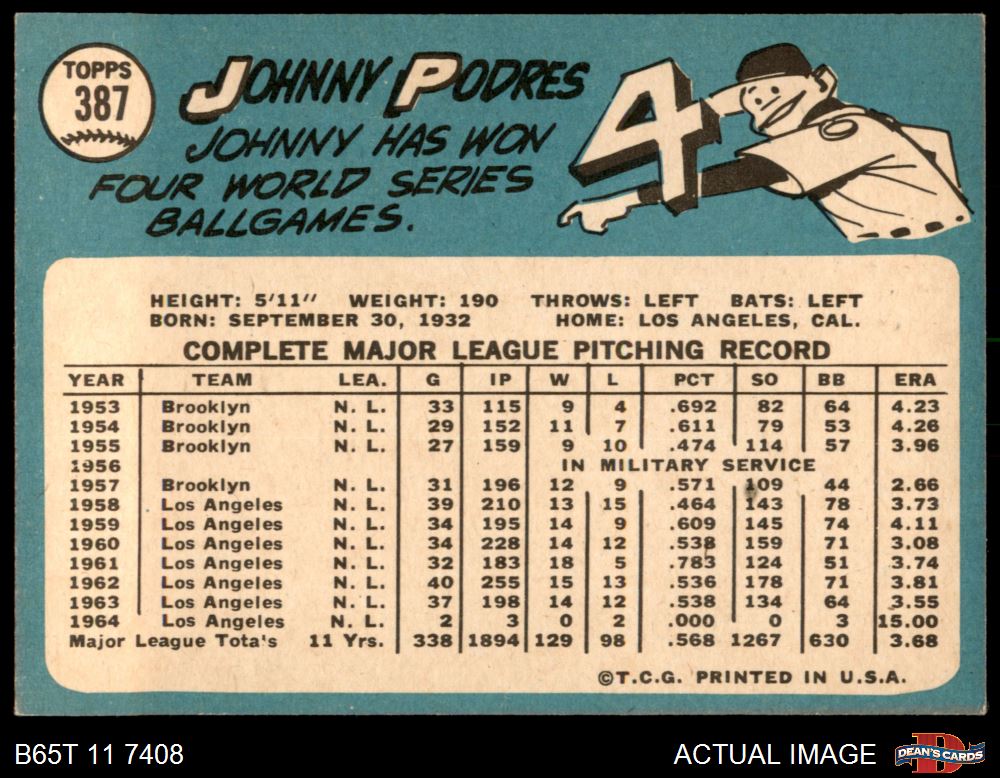 TOPPS
387
JOHNNY PODRES
JOHNNY HAS WON
FOUR WORLD SERIES
BALLGAMES.
4
HEIGHT: 5'11" WEIGHT: 190 THROWS: LEFT BATS: LEFT
BORN: SEPTEMBER 30, 1932 HOME: LOS ANGELES, CAL.
COMPLETE MAJOR LEAGUE PITCHING RECORD
YEAR TEAM LEA. G IP W L PCT SO BB ERA
1953 Brooklyn N. L. 33 115 9 4 .692 82 64 4.23
1954 Brooklyn N. L. 29 152 11 7 .611 79 53 4.26
1955 Brooklyn N. L. 27 159 9 10 .474 114 57 3.96
1956 IN MILITARY SERVICE
1957 Brooklyn N. L. 31 196 12 9 .571 109 44 2.66
1958 Los Angeles N. L. 39 210 13 15 .464 143 78 3.73
1959 Los Angeles N. L. 34 195 14 9 .609 145 74 4.11
1960 Los Angeles N. L. 34 228 14 12 .538 159 71 3.08
1961 Los Angeles N. L. 32 183 18 5 .783 124 51 3.74
1962 Los Angeles N. L. 40 255 15 13 .536 178 71 3.81
1963 Los Angeles N. L. 37 198 14 12 .538 134 64 3.55
1964 Los Angeles N. L. 2 3 0 2 .000 0 3 15.00
Major League Tota's 11 Yrs. 338 1894 129 98 .568 1267 630 3.68
©T.C.G. PRINTED IN U.S.A.
B65T 11 7408 ACTUAL IMAGE DEAN'S CARDS